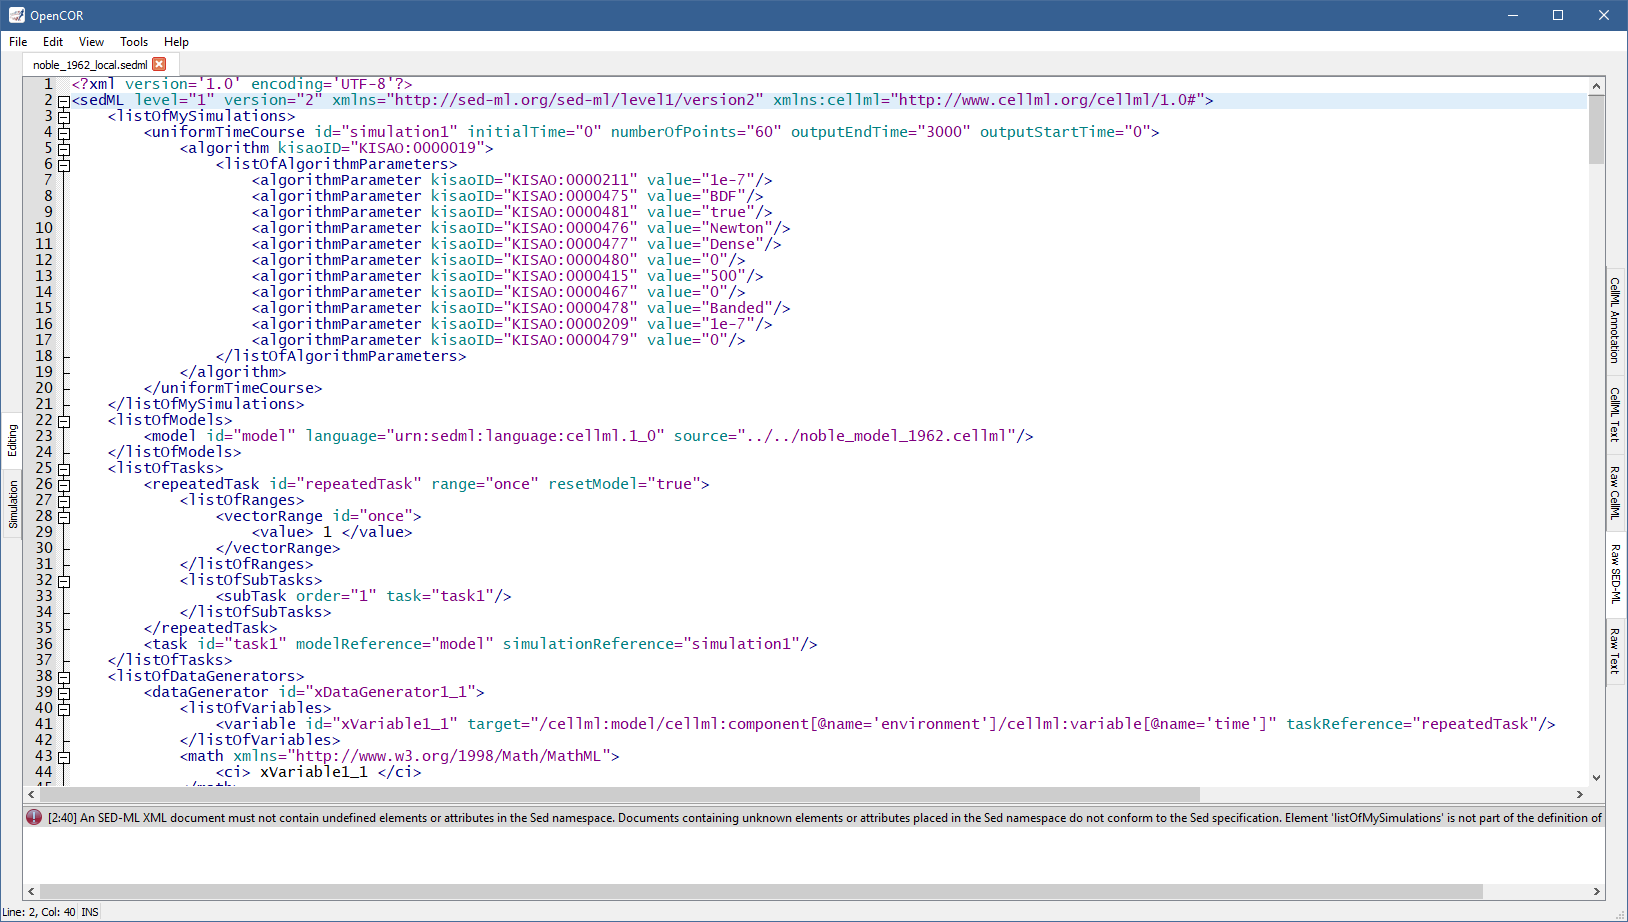 OpenCOR
File Edit View Tools Help
noble_1962_local.sedml
1 <?xml version='1.0' encoding='UTF-8'?>
2 <sedML level="1" version="2" xmlns="http://sed-ml.org/sed-ml/level1/version2" xmlns:cellml="http://www.cellml.org/cellml/1.0#">
3 <listOfMySimulations>
4 <uniformTimeCourse id="simulation1" initialTime="0" numberOfPoints="60" outputEndTime="3000" outputStartTime="0">
5 <algorithm kisaoID="KISAO:0000019">
6 <listOfAlgorithmParameters>
7 <algorithmParameter kisaoID="KISAO:0000211" value="1e-7"/>
8 <algorithmParameter kisaoID="KISAO:0000475" value="BDF"/>
9 <algorithmParameter kisaoID="KISAO:0000481" value="true"/>
10 <algorithmParameter kisaoID="KISAO:0000476" value="Newton"/>
11 <algorithmParameter kisaoID="KISAO:0000477" value="Dense"/>
12 <algorithmParameter kisaoID="KISAO:0000480" value="0"/>
13 <algorithmParameter kisaoID="KISAO:0000415" value="500"/>
14 <algorithmParameter kisaoID="KISAO:0000467" value="0"/>
15 <algorithmParameter kisaoID="KISAO:0000478" value="Banded"/>
16 <algorithmParameter kisaoID="KISAO:0000209" value="1e-7"/>
17 <algorithmParameter kisaoID="KISAO:0000479" value="0"/>
18 </listOfAlgorithmParameters>
19 </algorithm>
20 </uniformTimeCourse>
21 </listOfMySimulations>
22 <listOfModels>
23 <model id="model" language="urn:sedml:language:cellml.1_0" source="../../noble_model_1962.cellml"/>
24 </listOfModels>
25 <listOfTasks>
26 <repeatedTask id="repeatedTask" range="once" resetModel="true">
27 <listOfRanges>
28 <vectorRange id="once">
29 <value> 1 </value>
30 </vectorRange>
31 </listOfRanges>
32 <listOfSubTasks>
33 <subTask order="1" task="task1"/>
34 </listOfSubTasks>
35 </repeatedTask>
36 <task id="task1" modelReference="model" simulationReference="simulation1"/>
37 </listOfTasks>
38 <listOfDataGenerators>
39 <dataGenerator id="xDataGenerator1_1">
40 <listOfVariables>
41 <variable id="xVariable1_1" target="/cellml:model/cellml:component[@name='environment']/cellml:variable[@name='time']" taskReference="repeatedTask"/>
42 </listOfVariables>
43 <math xmlns="http://www.w3.org/1998/Math/MathML">
44 <ci> xVariable1_1 </ci>
Editing
Simulation
CellML Annotation
CellML Text
Raw CellML
Raw SED-ML
Raw Text
[2:40] An SED-ML XML document must not contain undefined elements or attributes in the Sed namespace. Documents containing unknown elements or attributes placed in the Sed namespace do not conform to the Sed specification. Element 'listOfMySimulations' is not part of the definition of
Line: 2, Col: 40 INS